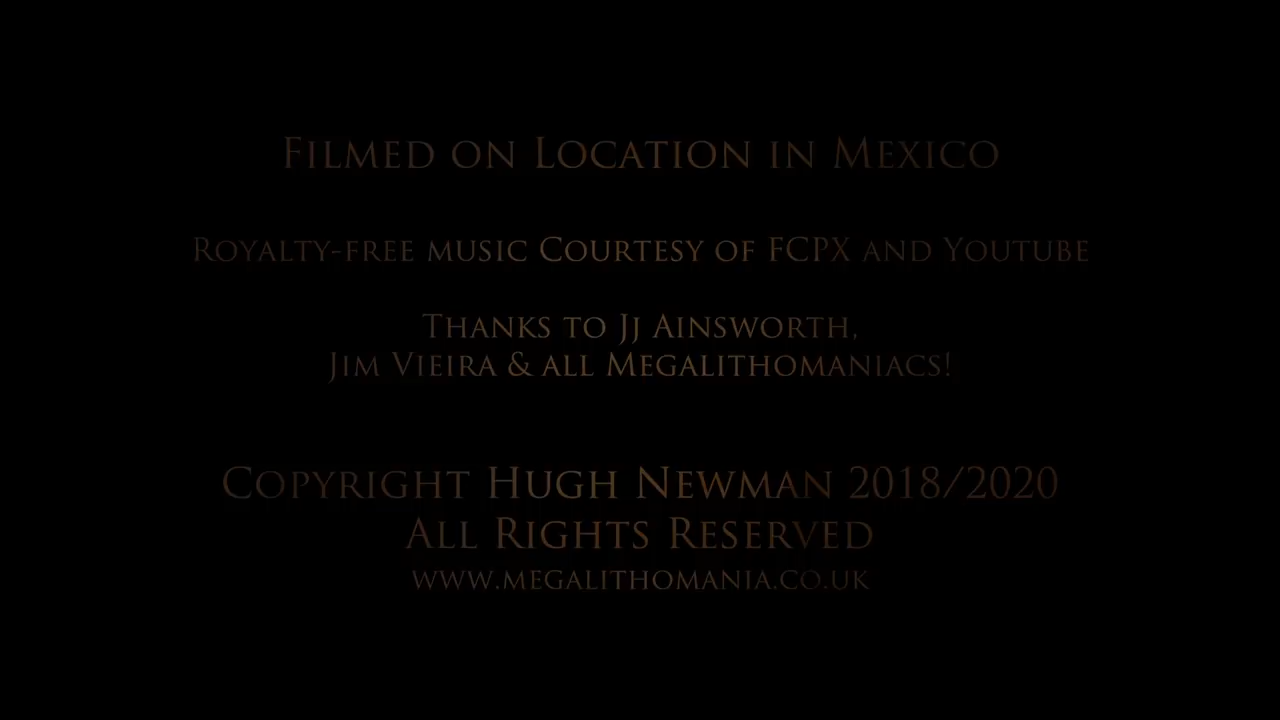 Filmed on Location in Mexico
Royalty-free music Courtesy of FCPX and Youtube
Thanks to Jj Ainsworth,
Jim Vieira & all Megalithomaniacs!
Copyright Hugh Newman 2018/2020
All Rights Reserved
www.megalithomania.co.uk